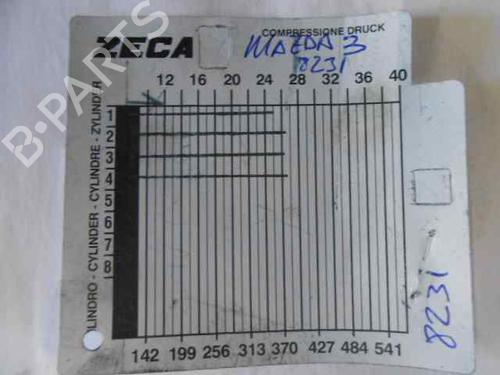 ZECA
COMPRESSIONE DRUCK
MAZDA 3
8231
12 16 20 24 28 32 36 40
1
2
3
4
5
6
7
8
CILINDRO - CYLINDER - CYLINDRE - ZYLINDER
8231
142 199 256 313 370 427 484 541
B-PARTS